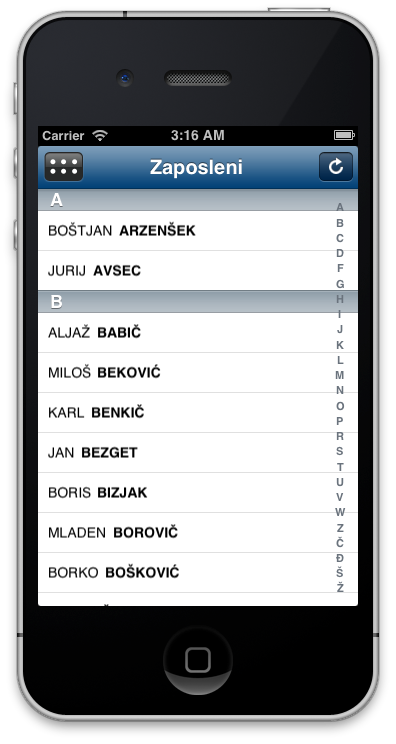 Carrier 3:16 AM
Zaposleni
A
BOŠTJAN ARZENŠEK
JURIJ AVSEC
B
ALJAŽ BABIČ
MILOŠ BEKOVIĆ
KARL BENKIČ
JAN BEZGET
BORIS BIZJAK
MLADEN BOROVIČ
BORKO BOŠKOVIĆ
A
B
C
D
F
G
H
I
J
K
L
M
N
O
P
R
S
T
U
V
W
Z
Č
Đ
Š
Ž